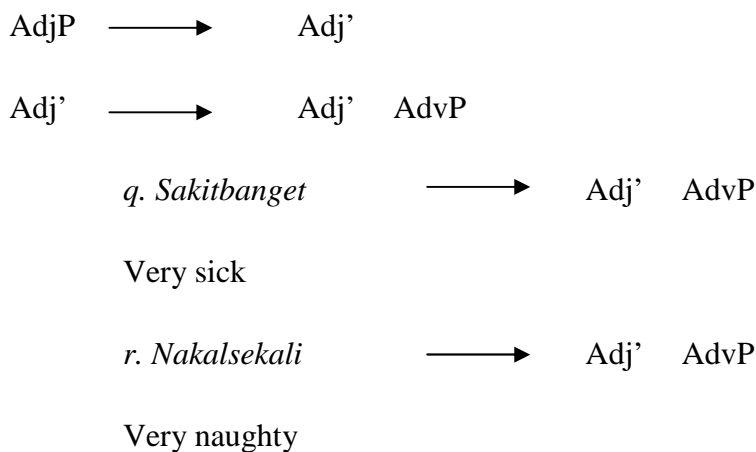 AdjP ⟶ Adj’
Adj’ ⟶ Adj’ AdvP
q. Sakitbanget ⟶ Adj’ AdvP
Very sick
r. Nakalsekali ⟶ Adj’ AdvP
Very naughty